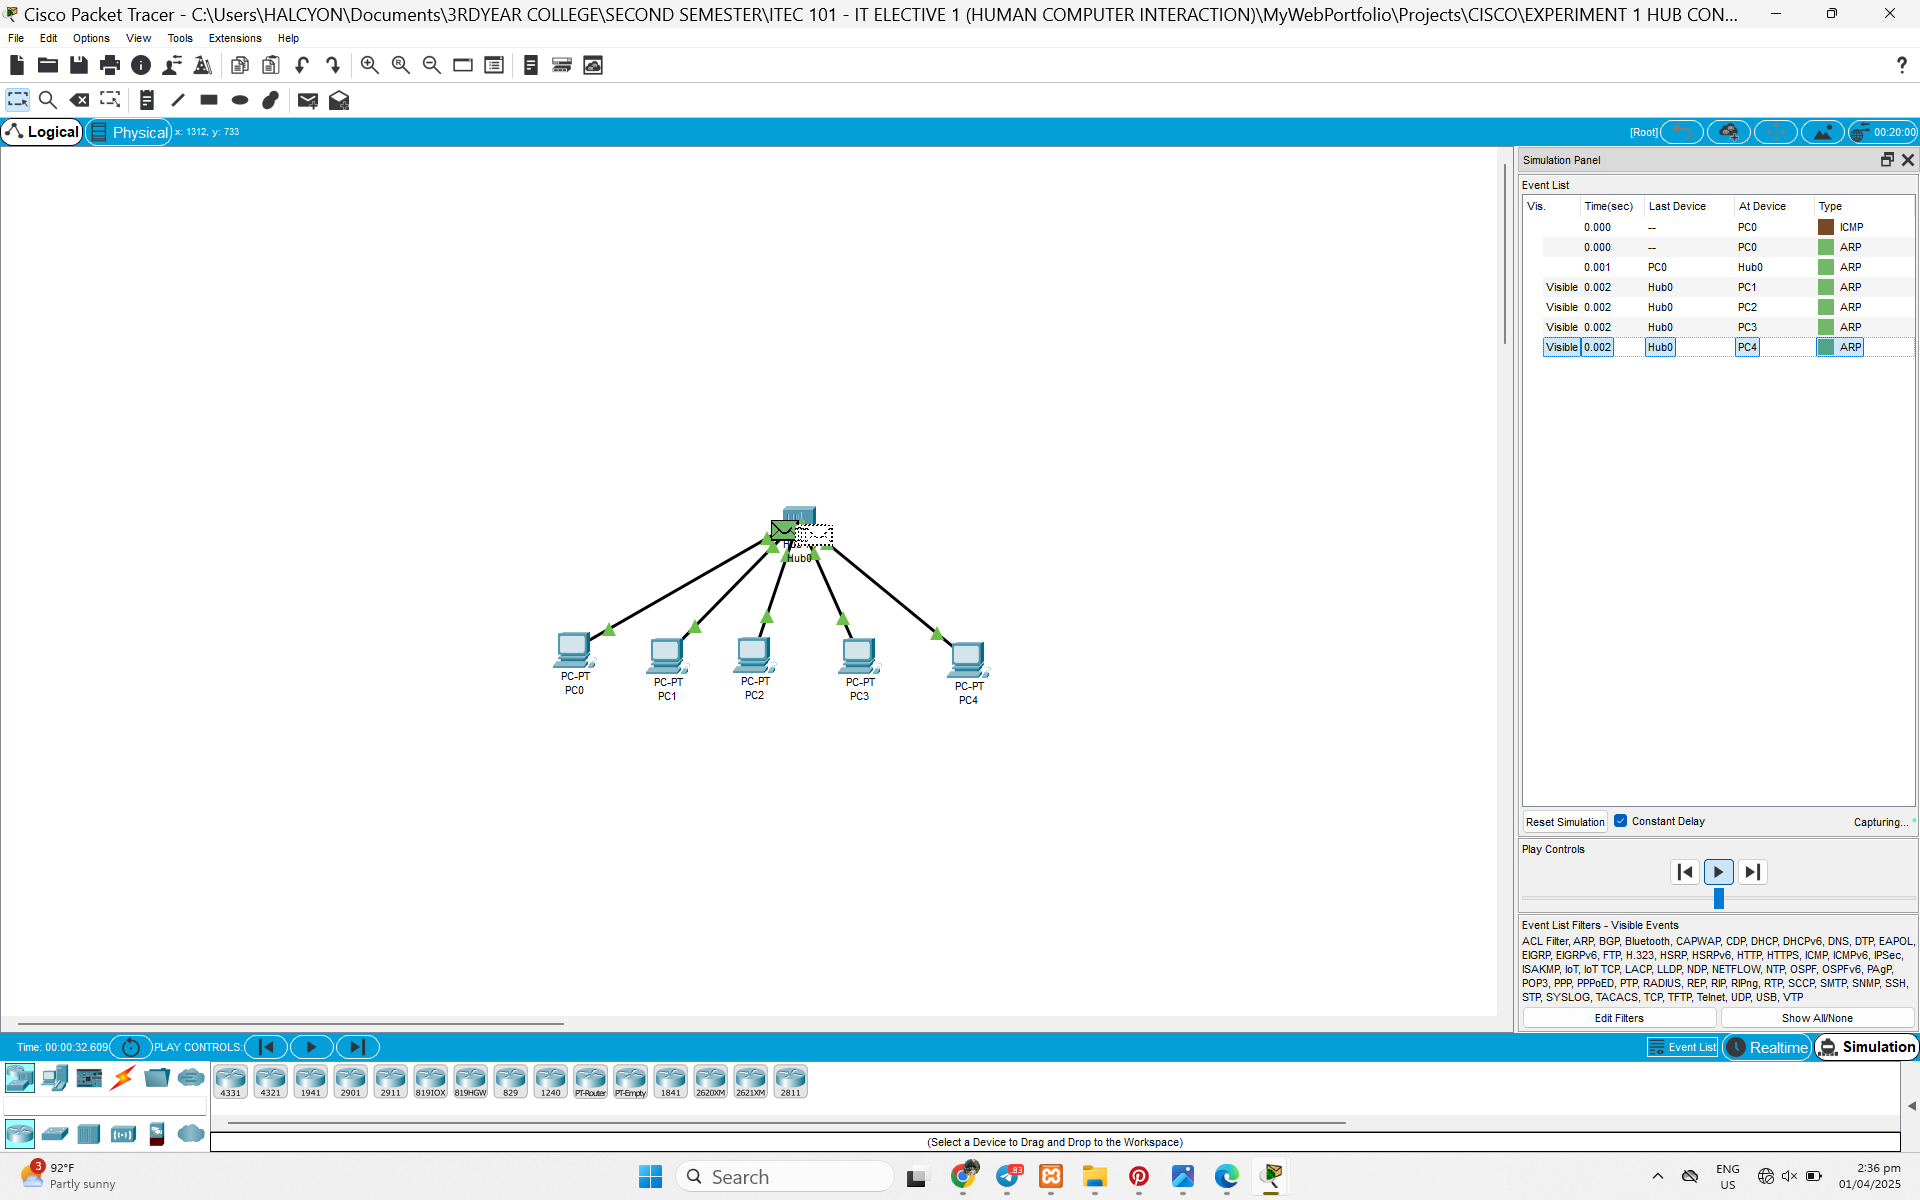 Cisco Packet Tracer - C:\Users\HALCYON\Documents\3RDYEAR COLLEGE\SECOND SEMESTER\ITEC 101 - IT ELECTIVE 1 (HUMAN COMPUTER INTERACTION)\MyWebPortfolio\Projects\CISCO\EXPERIMENT 1 HUB CON...
File Edit Options View Tools Extensions Help
?
Logical Physical x: 1312, y: 733 [Root] 00:20:00
Simulation Panel
Event List
Vis. Time(sec) Last Device At Device Type
0.000 -- PC0 ICMP
0.000 -- PC0 ARP
0.001 PC0 Hub0 ARP
Visible 0.002 Hub0 PC1 ARP
Visible 0.002 Hub0 PC2 ARP
Visible 0.002 Hub0 PC3 ARP
Visible 0.002 Hub0 PC4 ARP
Hub0
PC-PT
PC0
PC-PT
PC1
PC-PT
PC2
PC-PT
PC3
PC-PT
PC4
Reset Simulation Constant Delay Capturing... *
Play Controls
Event List Filters - Visible Events
ACL Filter, ARP, BGP, Bluetooth, CAPWAP, CDP, DHCP, DHCPv6, DNS, DTP, EAPOL,
EIGRP, EIGRPv6, FTP, H.323, HSRP, HSRPv6, HTTP, HTTPS, ICMP, ICMPv6, IPSec,
ISAKMP, IoT, IoT TCP, LACP, LLDP, NDP, NETFLOW, NTP, OSPF, OSPFv6, PAgP,
POP3, PPP, PPPoED, PTP, RADIUS, REP, RIP, RIPng, RTP, SCCP, SMTP, SNMP, SSH,
STP, SYSLOG, TACACS, TCP, TFTP, Telnet, UDP, USB, VTP
Edit Filters Show All/None
Time: 00:00:32.609 PLAY CONTROLS: Event List Realtime Simulation
4331 4321 1941 2901 2911 819IOX 819HGW 829 1240 PT-Router PT-Empty 1841 2620XM 2621XM 2811
(Select a Device to Drag and Drop to the Workspace)
3 92°F
Partly sunny
Search
83
ENG
US
2:36 pm
01/04/2025